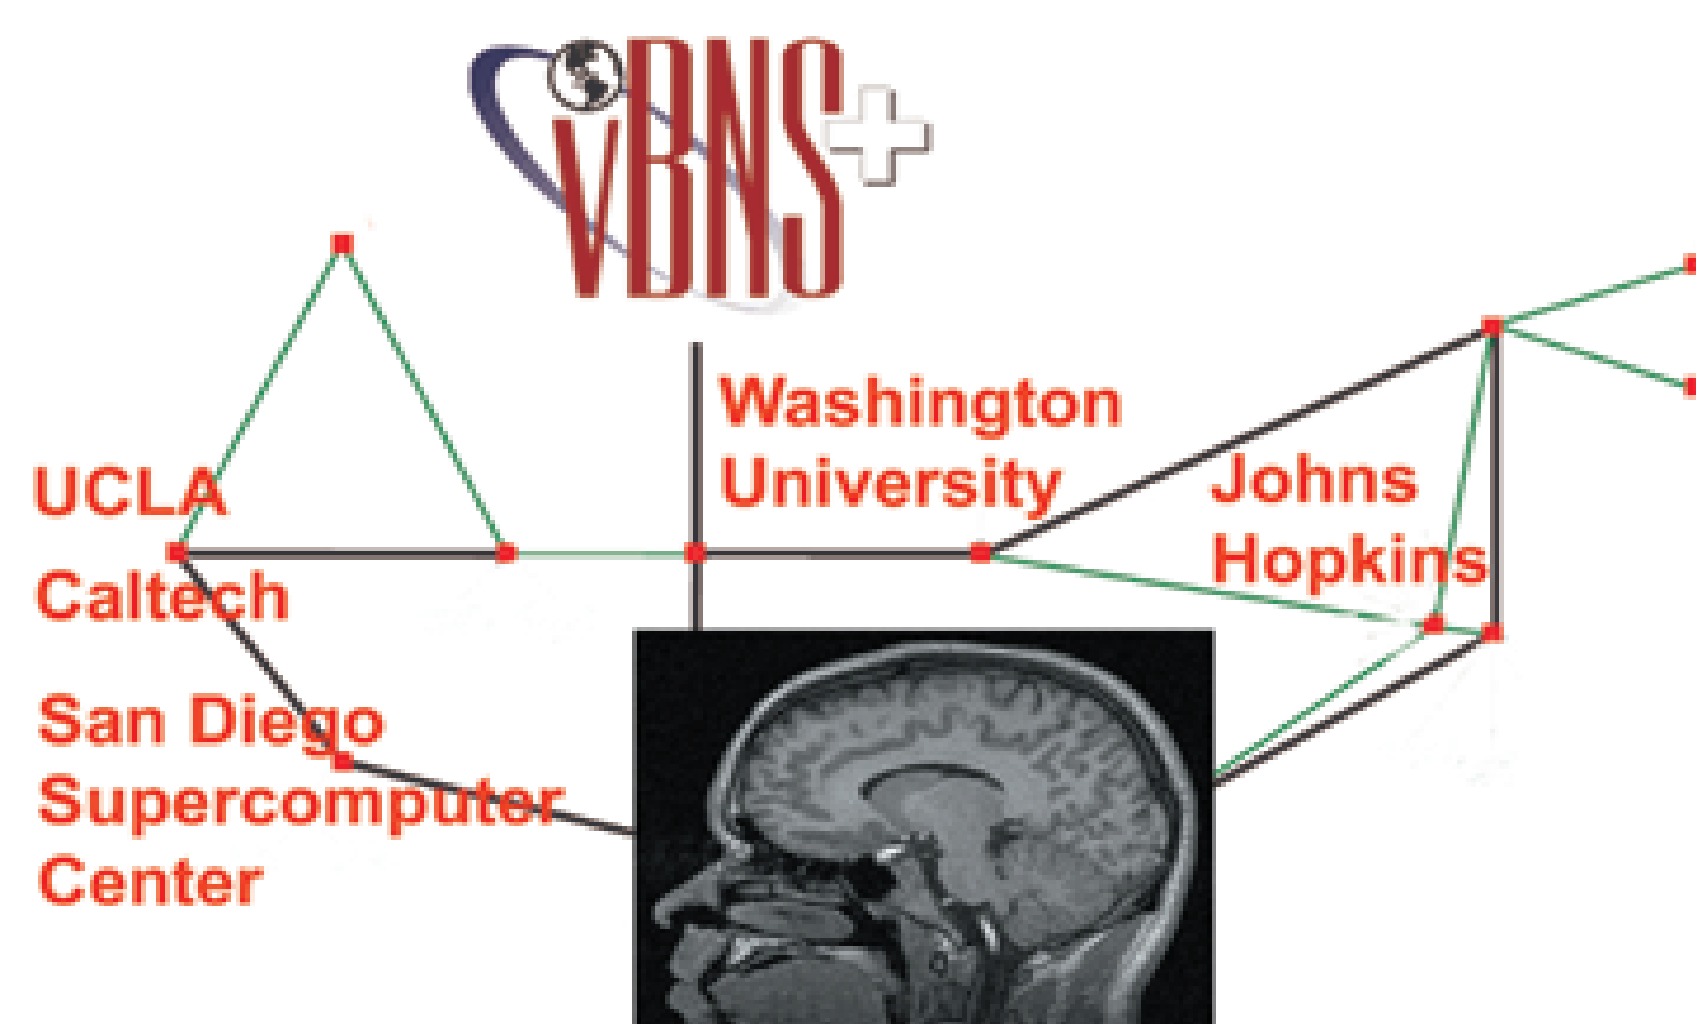 vBNS+
Washington
University
Johns
Hopkins
UCLA
Caltech
San Diego
Supercomputer
Center